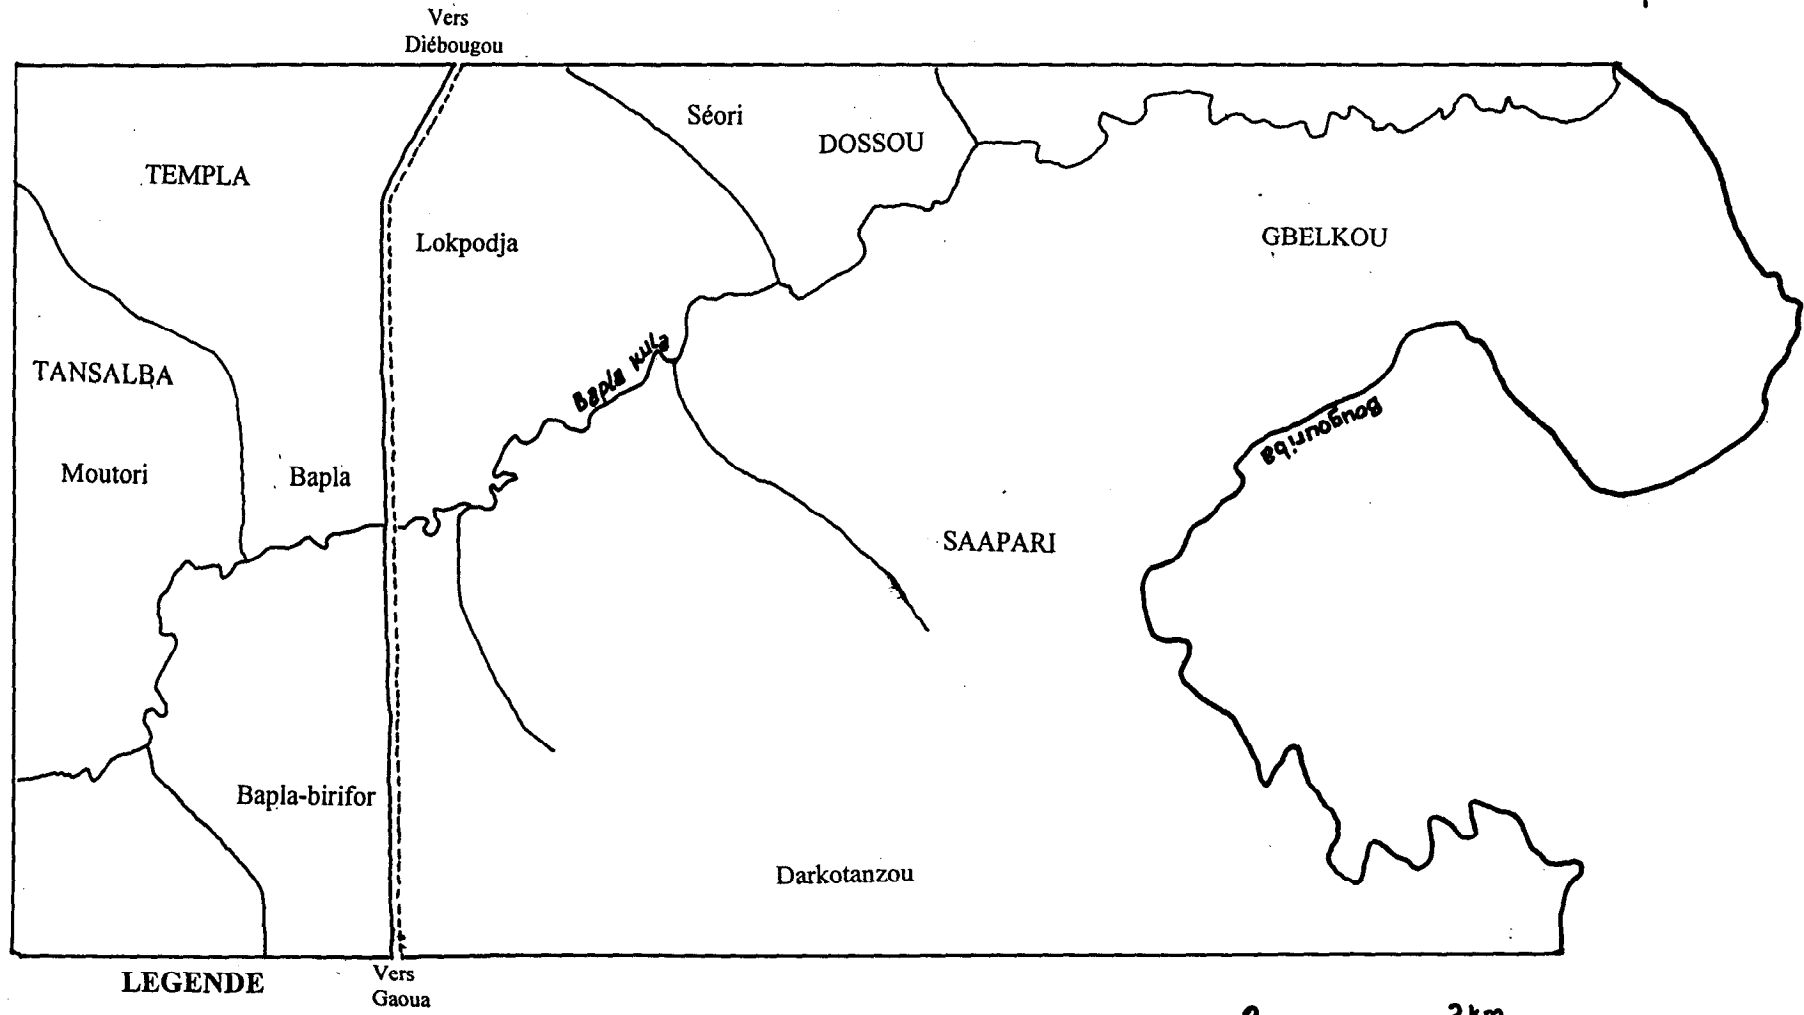 Vers
Diébougou
Séori
DOSSOU
TEMPLA
Lokpodja
GBELKOU
Bapla kula
TANSALBA
Bougouriba
Moutori
Bapla
SAAPARI
Bapla-birifor
Darkotanzou
LEGENDE
Vers
Gaoua